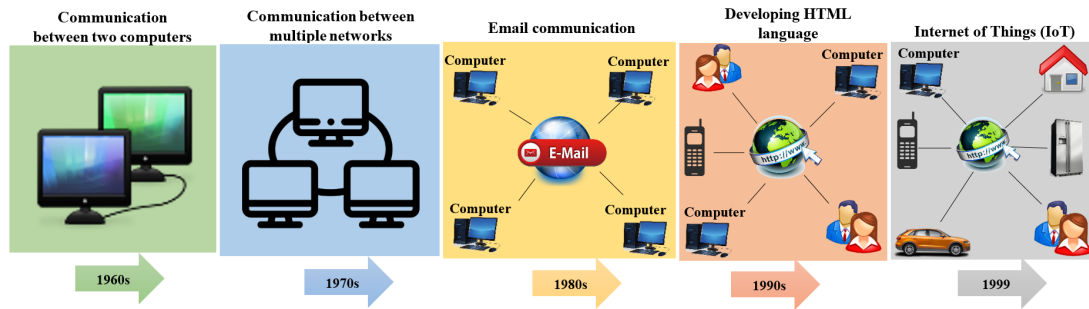 Communication
between two computers
Communication between
multiple networks
Email communication
Developing HTML
language
Internet of Things (IoT)
Computer
Computer
E-Mail
Computer
Computer
Computer
http://www
Computer
Computer
http://www
1960s
1970s
1980s
1990s
1999